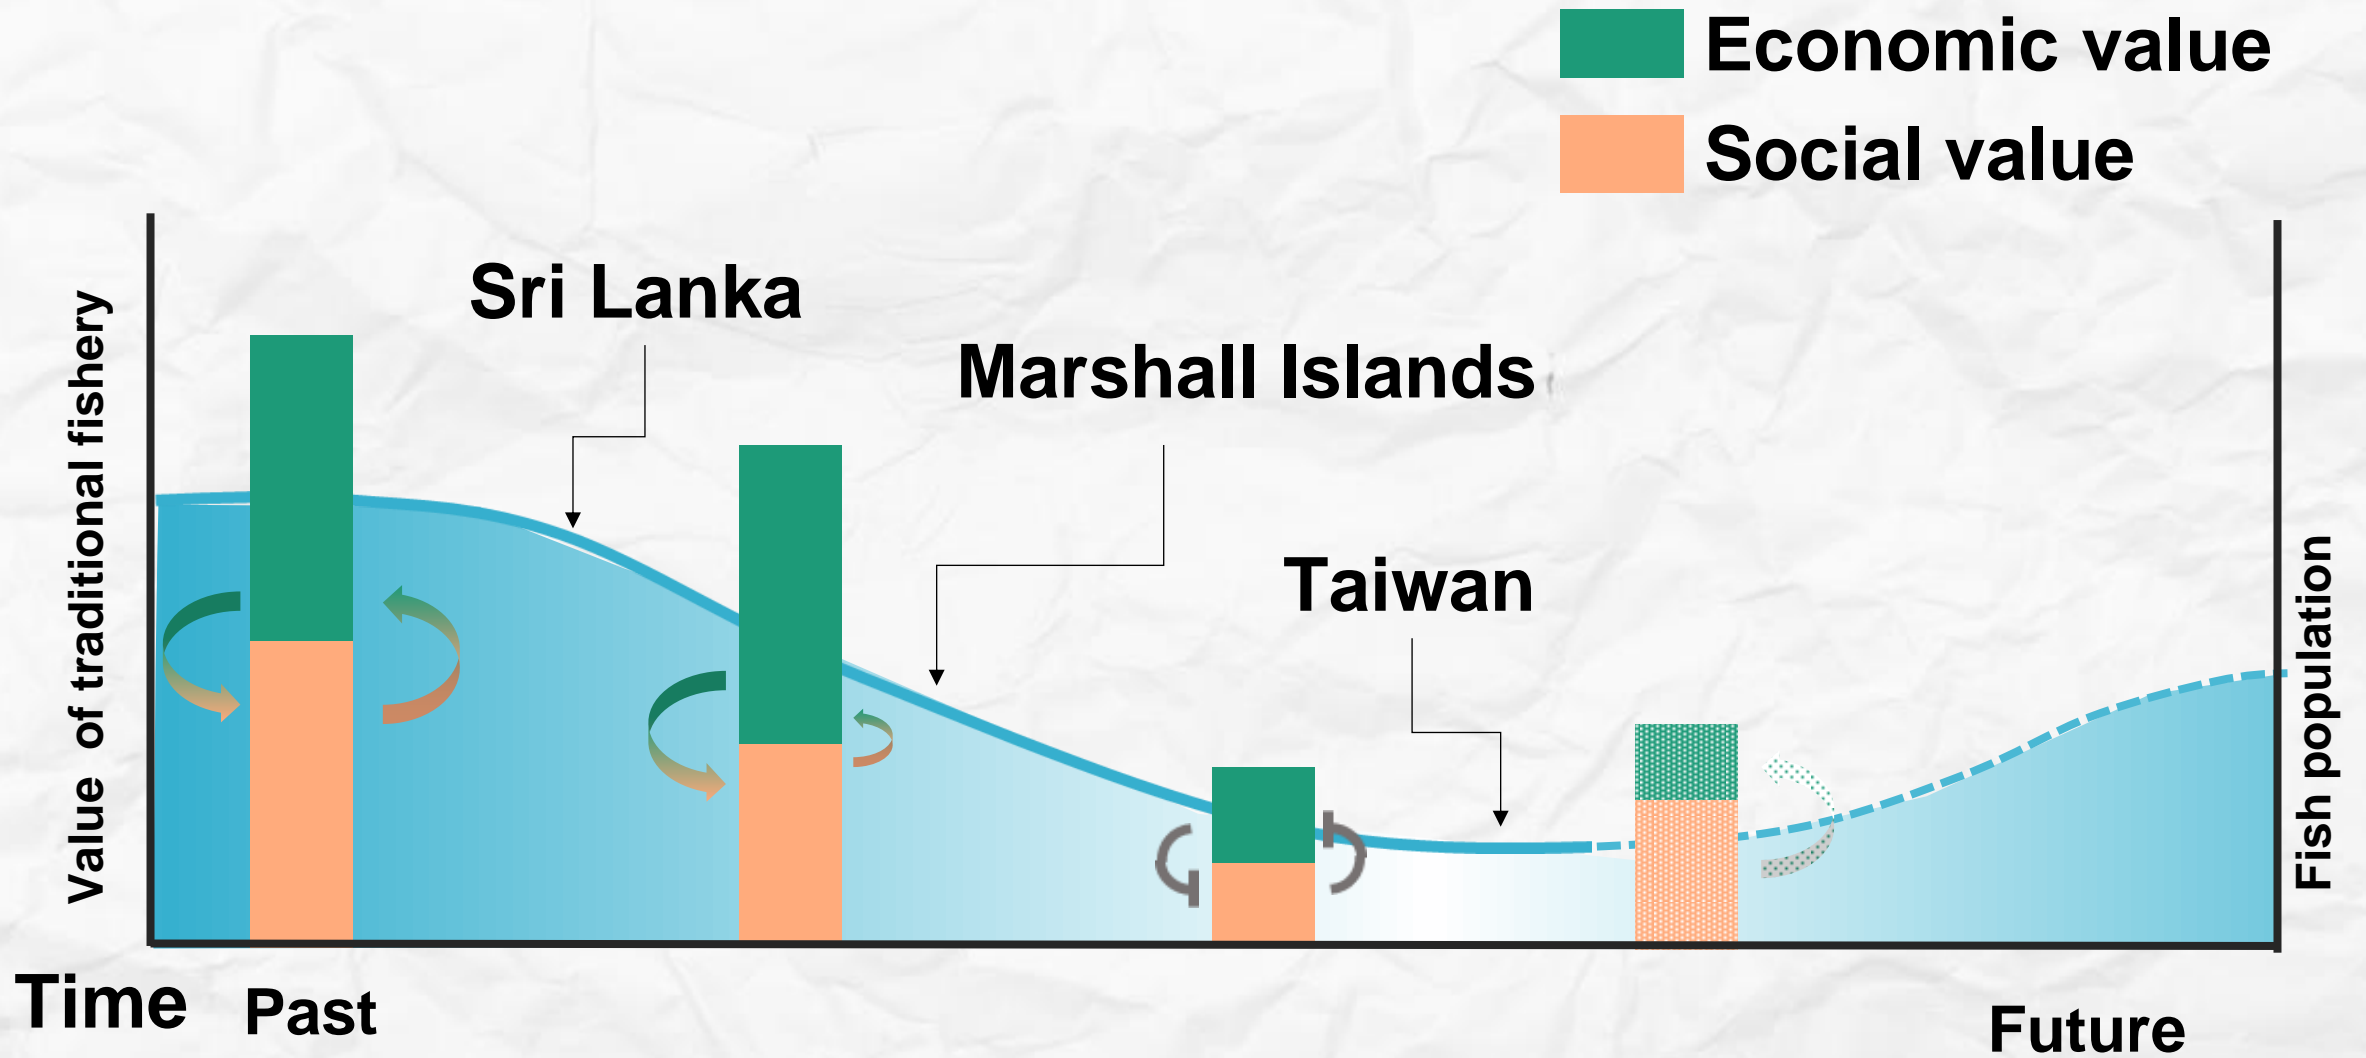 Economic value
Social value
Sri Lanka
Marshall Islands
Taiwan
Value of traditional fishery
Fish population
Time
Past
Future